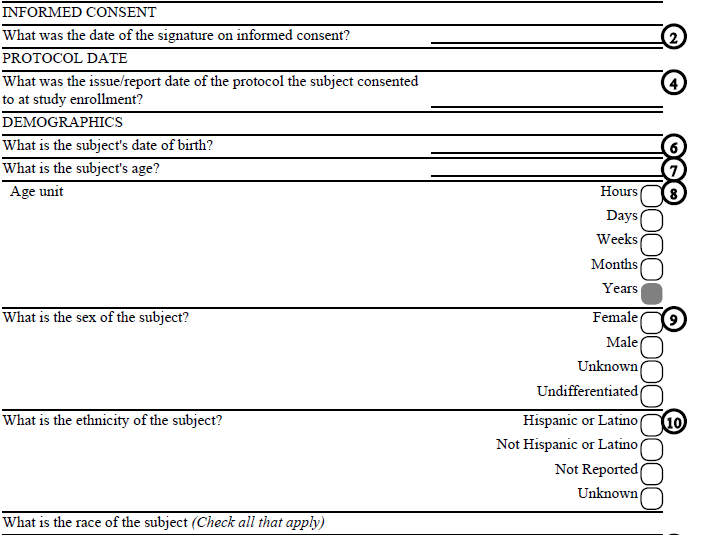 INFORMED CONSENT
What was the date of the signature on informed consent? 2
PROTOCOL DATE
What was the issue/report date of the protocol the subject consented 4
to at study enrollment?
DEMOGRAPHICS
What is the subject's date of birth? 6
What is the subject's age? 7
Age unit Hours 8
Days
Weeks
Months
Years
What is the sex of the subject? Female 9
Male
Unknown
Undifferentiated
What is the ethnicity of the subject? Hispanic or Latino 10
Not Hispanic or Latino
Not Reported
Unknown
What is the race of the subject (Check all that apply)